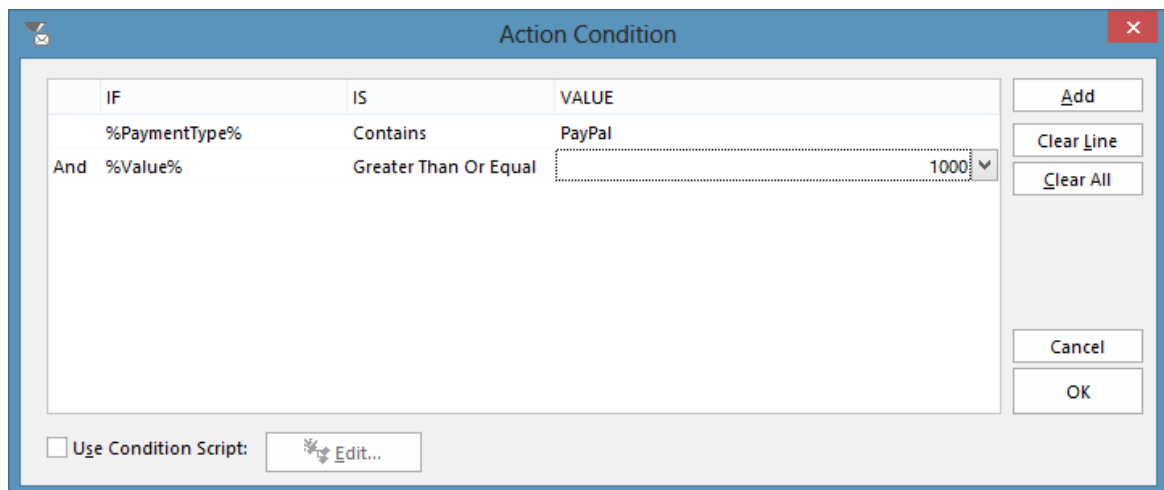 Action Condition
IF IS VALUE
%PaymentType% Contains PayPal
And %Value% Greater Than Or Equal 1000
Add
Clear Line
Clear All
Cancel
OK
Use Condition Script: Edit...